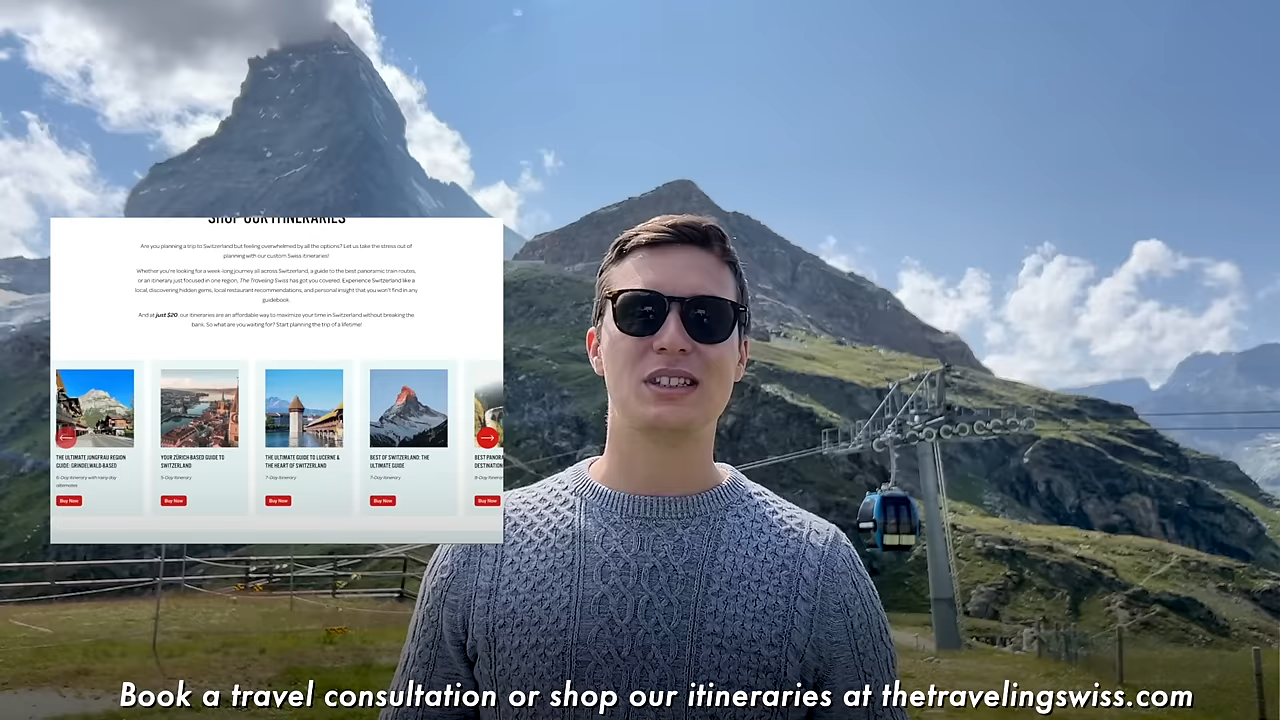 SHOP OUR ITINERARIES
Are you planning a trip to Switzerland but feeling overwhelmed by all the options? Let us take the stress out of
planning with our custom Swiss itineraries!
Whether you're looking for a week-long journey all across Switzerland, a guide to the best panoramic train routes,
or an itinerary just focused in one region, The Traveling Swiss has got you covered. Experience Switzerland like a
local, discovering hidden gems, local restaurant recommendations, and personal insight that you won't find in any
guidebook.
And at just $20, our itineraries are an affordable way to maximize your time in Switzerland without breaking the
bank. So what are you waiting for? Start planning the trip of a lifetime!
THE ULTIMATE JUNGFRAU REGION
GUIDE: GRINDELWALD-BASED
6-Day itinerary with rainy day
alternatives
Buy Now
YOUR ZÜRICH-BASED GUIDE TO
SWITZERLAND
5-Day Itinerary
Buy Now
THE ULTIMATE GUIDE TO LUCERNE &
THE HEART OF SWITZERLAND
7-Day Itinerary
Buy Now
BEST OF SWITZERLAND: THE
ULTIMATE GUIDE
7-Day Itinerary
Buy Now
BEST PANORA
DESTINATION
9-Day Itinerary
Buy Now
Book a travel consultation or shop our itineraries at thetravelingswiss.com